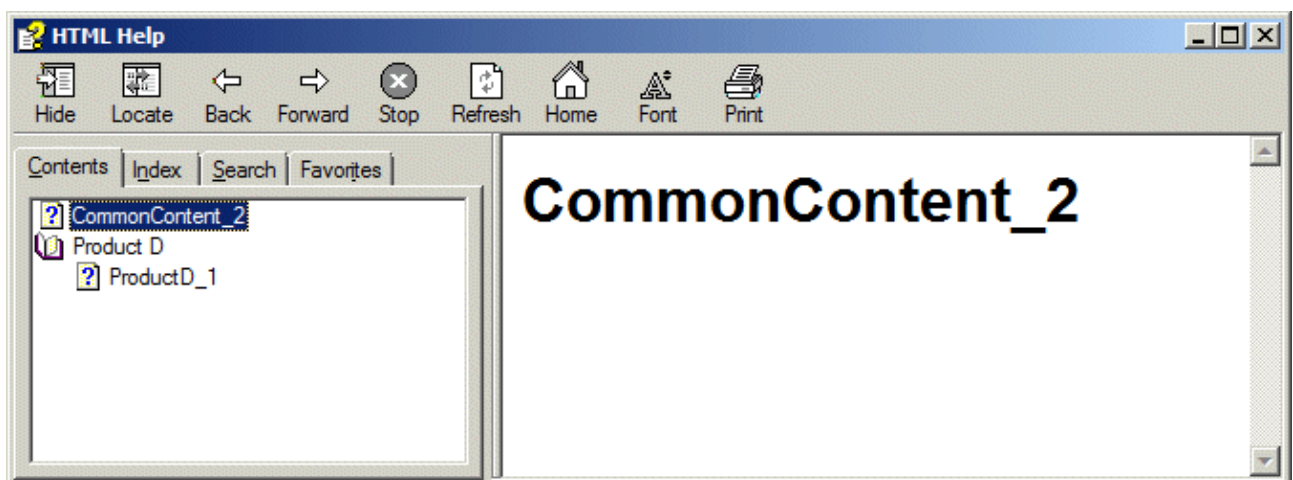 HTML Help
Hide Locate Back Forward Stop Refresh Home Font Print
Contents Index Search Favorites
CommonContent_2
Product D
ProductD_1
CommonContent_2